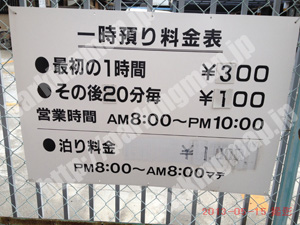 一時預り料金表
●最初の1時間 ¥300
●その後20分毎 ¥100
営業時間 AM8:00〜PM10:00
●泊り料金
PM8:00〜AM8:00マデ